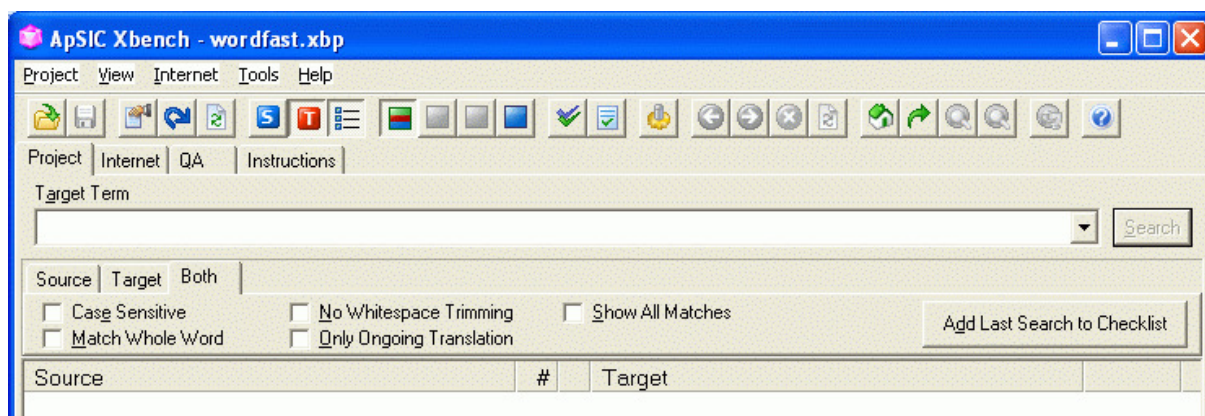 ApSIC Xbench - wordfast.xbp
Project View Internet Tools Help
S T
Project Internet QA Instructions
Target Term
Search
Source Target Both
Case Sensitive No Whitespace Trimming Show All Matches
Match Whole Word Only Ongoing Translation
Add Last Search to Checklist
Source # Target